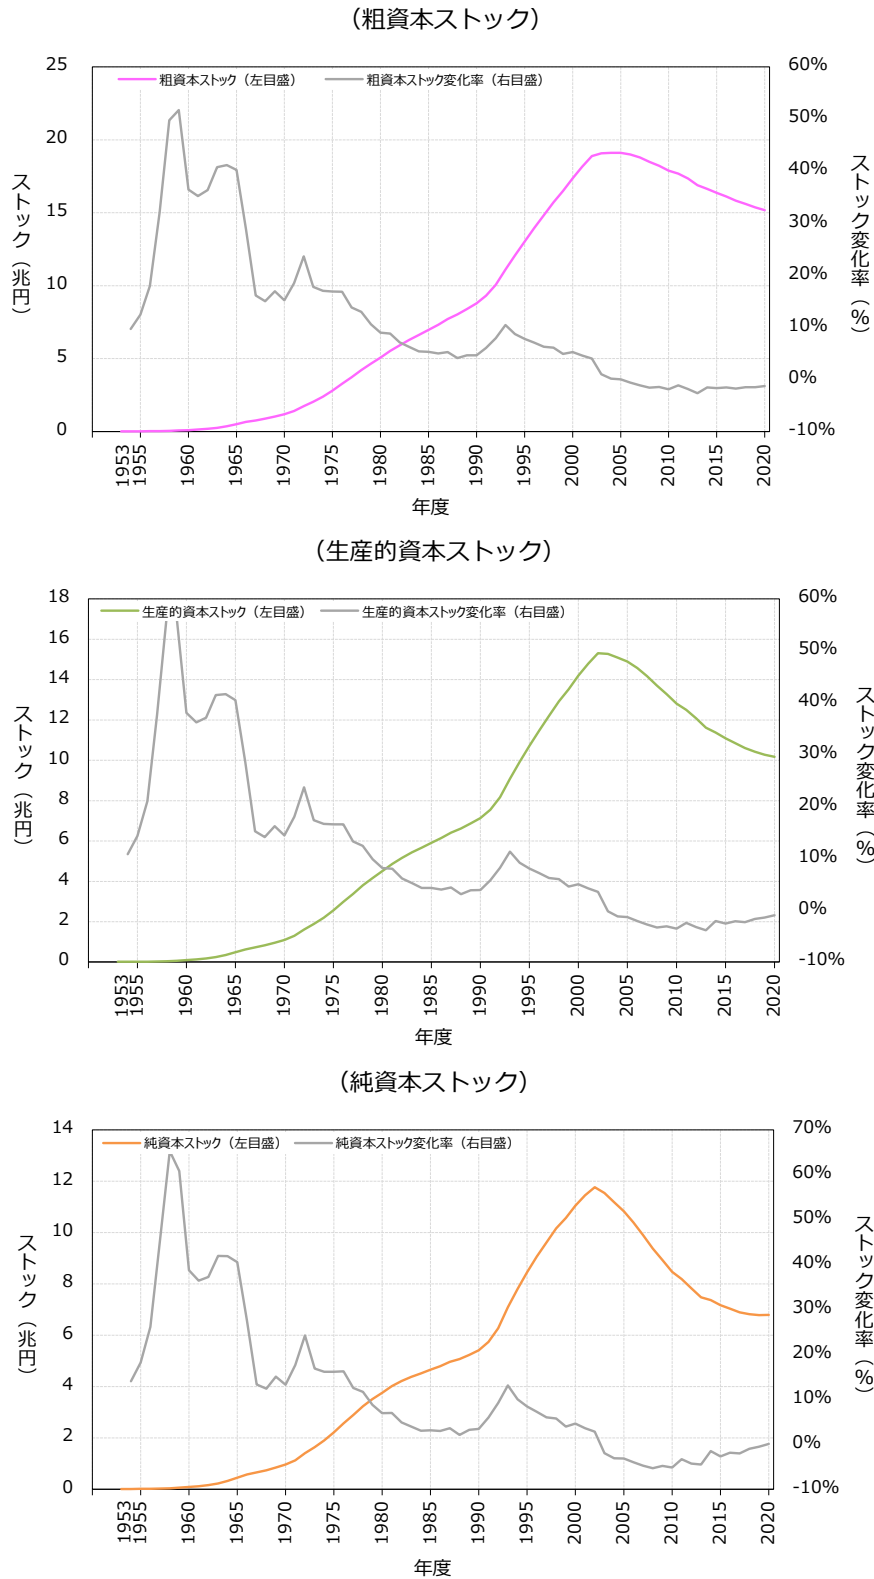 （粗資本ストック）
粗資本ストック（左目盛） 粗資本ストック変化率（右目盛）
ストック（兆円）
25
20
15
10
5
0
60%
50%
40%
30%
20%
10%
0%
-10%
ストック変化率（%）
1953 1955 1960 1965 1970 1975 1980 1985 1990 1995 2000 2005 2010 2015 2020
年度
（生産的資本ストック）
生産的資本ストック（左目盛） 生産的資本ストック変化率（右目盛）
ストック（兆円）
18
16
14
12
10
8
6
4
2
0
60%
50%
40%
30%
20%
10%
0%
-10%
ストック変化率（%）
1953 1955 1960 1965 1970 1975 1980 1985 1990 1995 2000 2005 2010 2015 2020
年度
（純資本ストック）
純資本ストック（左目盛） 純資本ストック変化率（右目盛）
ストック（兆円）
14
12
10
8
6
4
2
0
70%
60%
50%
40%
30%
20%
10%
0%
-10%
ストック変化率（%）
1953 1955 1960 1965 1970 1975 1980 1985 1990 1995 2000 2005 2010 2015 2020
年度